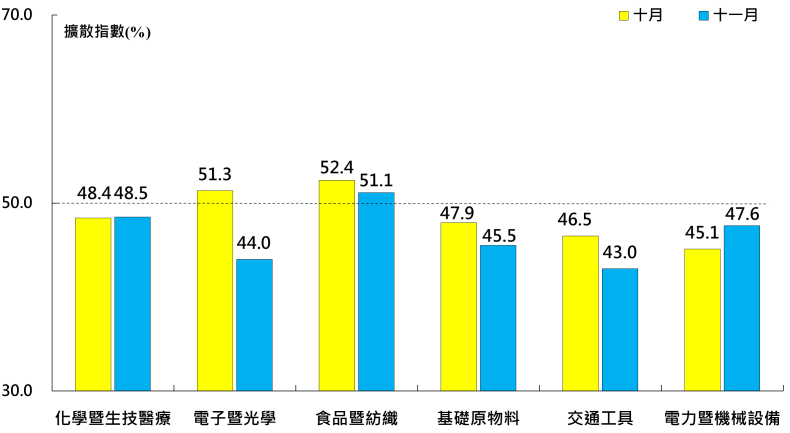 70.0
擴散指數(%)
十月 十一月
48.4 48.5 51.3 44.0 52.4 51.1 47.9 45.5 46.5 43.0 45.1 47.6
50.0
30.0
化學暨生技醫療 電子暨光學 食品暨紡織 基礎原物料 交通工具 電力暨機械設備